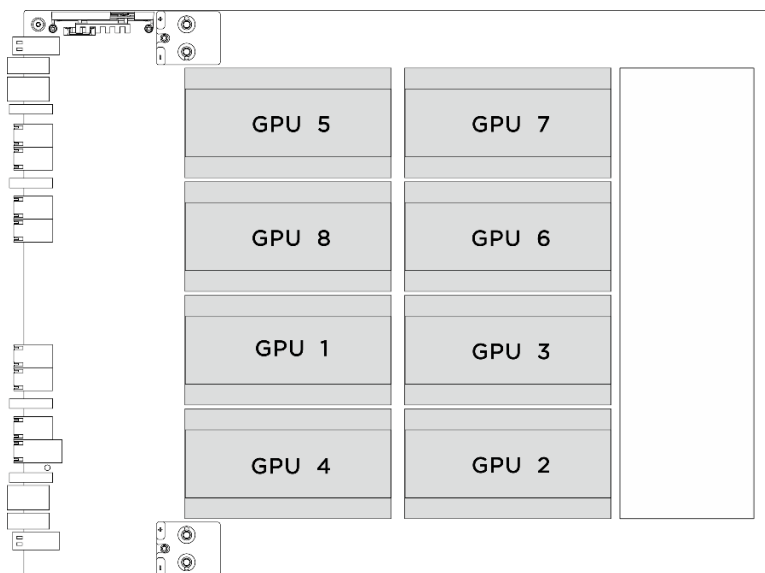 +
-
GPU 5 GPU 7
GPU 8 GPU 6
GPU 1 GPU 3
GPU 4 GPU 2
+
-